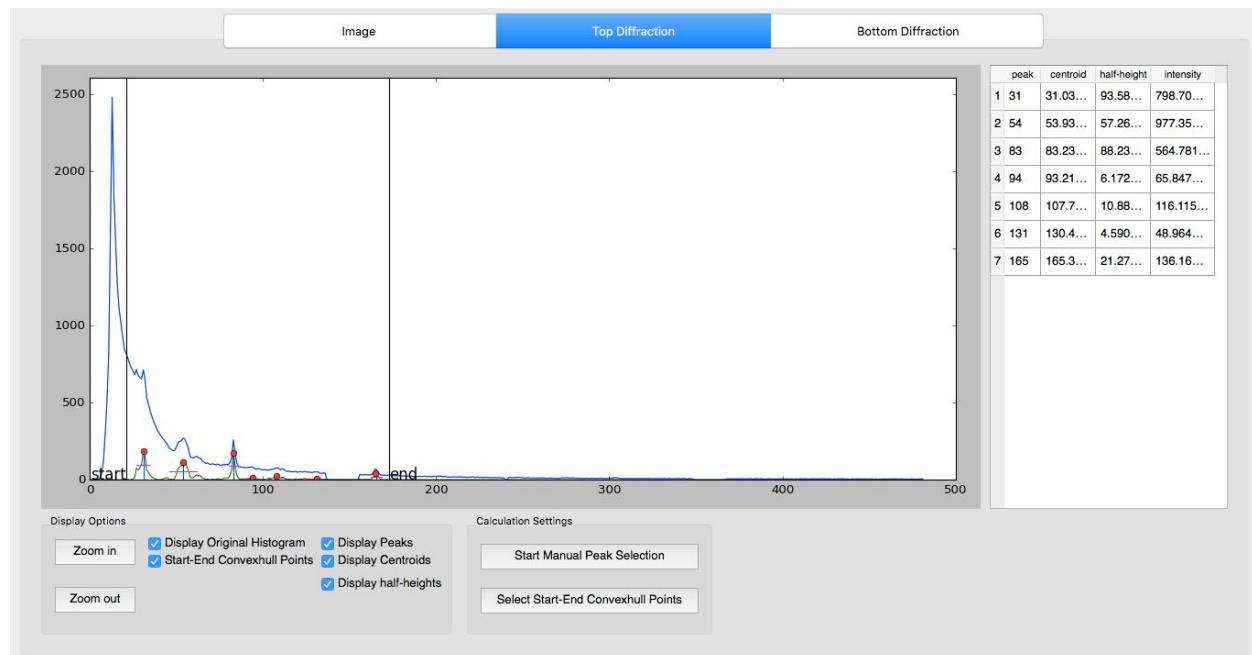 Image Top Diffraction Bottom Diffraction
peak centroid half-height intensity
1 31 31.03... 93.58... 798.70...
2 54 53.93... 57.26... 977.35...
3 83 83.23... 88.23... 564.781...
4 94 93.21... 6.172... 65.847...
5 108 107.7... 10.88... 116.115...
6 131 130.4... 4.590... 48.964...
7 165 165.3... 21.27... 136.16...
2500
2000
1500
1000
500
0
start end
0 100 200 300 400 500
Display Options
Zoom in
Zoom out
Display Original Histogram
Start-End Convexhull Points
Display Peaks
Display Centroids
Display half-heights
Calculation Settings
Start Manual Peak Selection
Select Start-End Convexhull Points